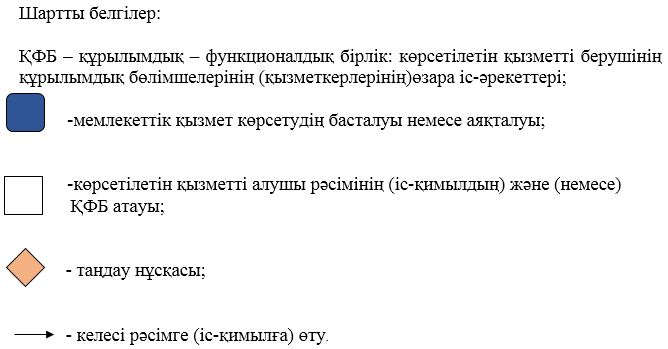 Шартты белгілер:
ҚФБ – құрылымдық – функционалдық бірлік: көрсетілетін қызметті берушінің
құрылымдық бөлімшелерінің (қызметкерлерінің)өзара іс-әрекеттері;
-мемлекеттік қызмет көрсетудің басталуы немесе аяқталуы;
-көрсетілетін қызметті алушы рәсімінің (іс-қимылдын) және (немесе)
ҚФБ атауы;
- таңдау нұсқасы;
- келесі рәсімге (іс-қимылға) өту.